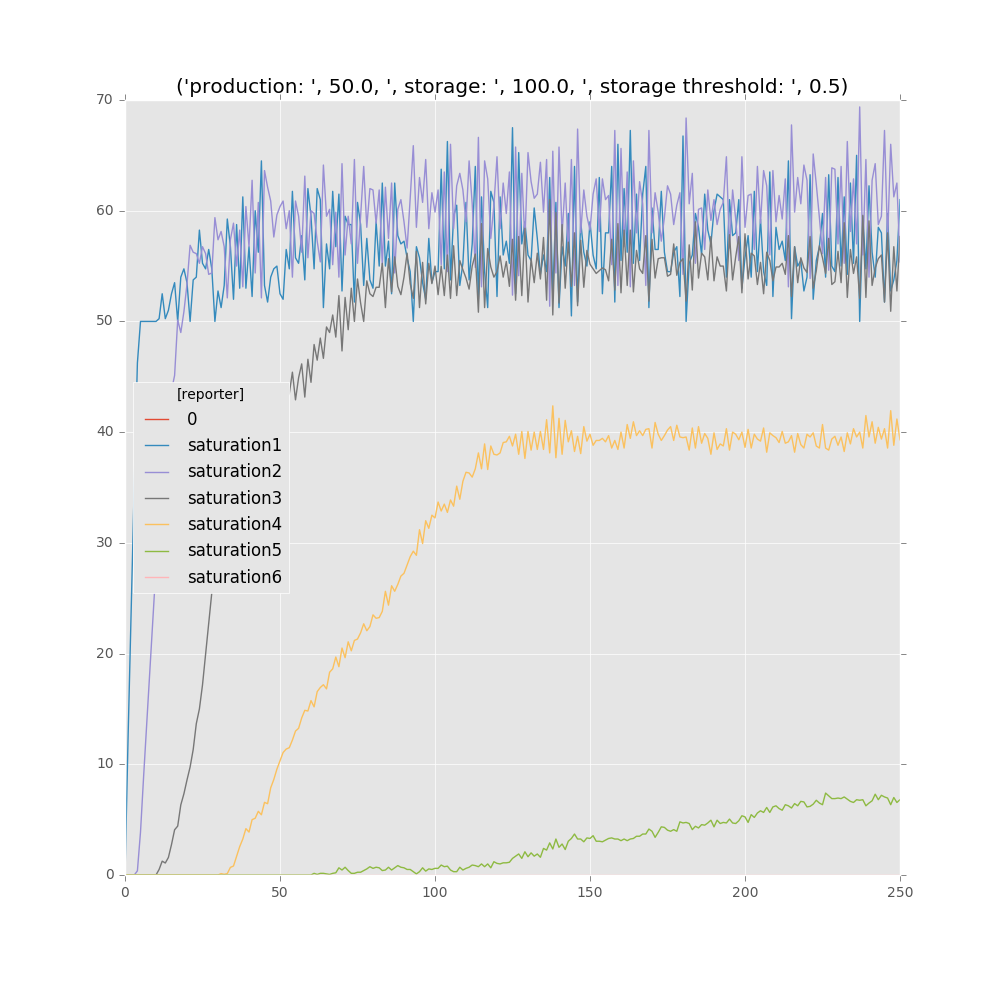 ('production: ', 50.0, ', storage: ', 100.0, ', storage threshold: ', 0.5)
70
60
50
40
30
20
10
0
[reporter]
0
saturation1
saturation2
saturation3
saturation4
saturation5
saturation6
0 50 100 150 200 250